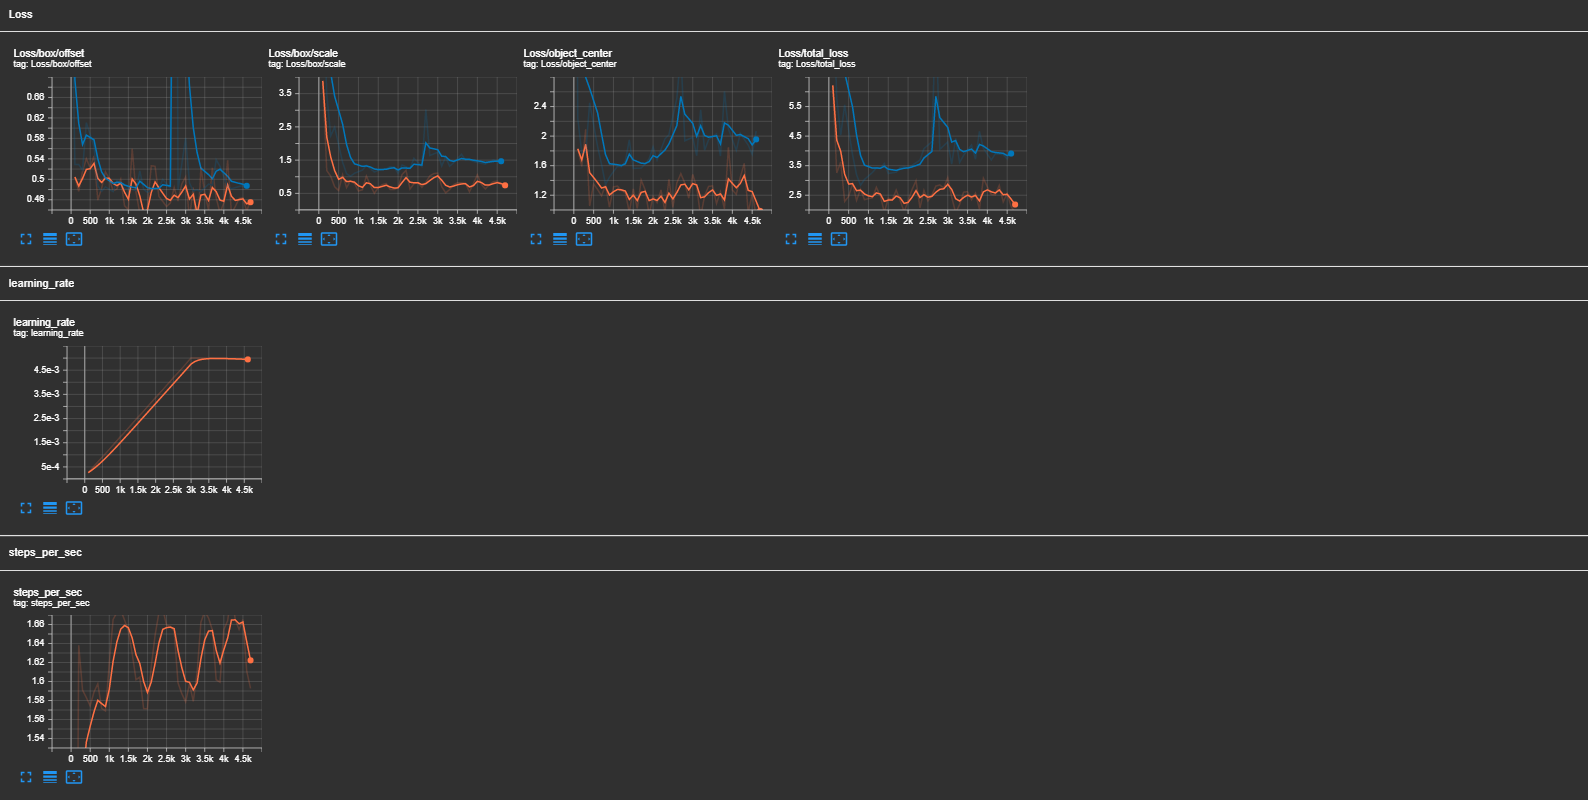 Loss
Loss/box/offset
tag: Loss/box/offset
0.66
0.62
0.58
0.54
0.5
0.46
0 500 1k 1.5k 2k 2.5k 3k 3.5k 4k 4.5k
Loss/box/scale
tag: Loss/box/scale
3.5
2.5
1.5
0.5
0 500 1k 1.5k 2k 2.5k 3k 3.5k 4k 4.5k
Loss/object_center
tag: Loss/object_center
2.4
2
1.6
1.2
0 500 1k 1.5k 2k 2.5k 3k 3.5k 4k 4.5k
Loss/total_loss
tag: Loss/total_loss
5.5
4.5
3.5
2.5
0 500 1k 1.5k 2k 2.5k 3k 3.5k 4k 4.5k
learning_rate
learning_rate
tag: learning_rate
4.5e-3
3.5e-3
2.5e-3
1.5e-3
5e-4
0 500 1k 1.5k 2k 2.5k 3k 3.5k 4k 4.5k
steps_per_sec
steps_per_sec
tag: steps_per_sec
1.66
1.64
1.62
1.6
1.58
1.56
1.54
0 500 1k 1.5k 2k 2.5k 3k 3.5k 4k 4.5k